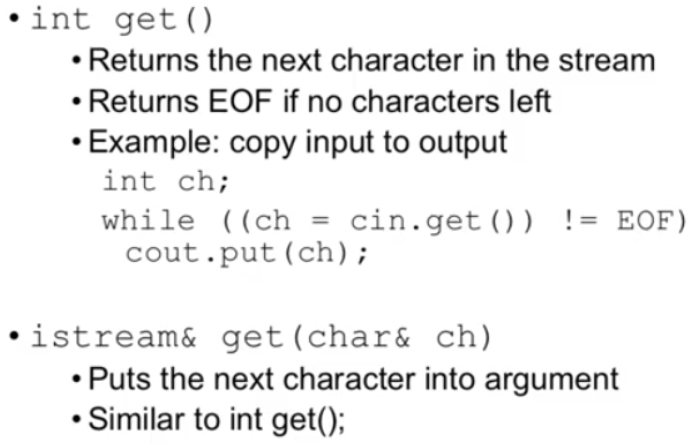 • int get()
• Returns the next character in the stream
• Returns EOF if no characters left
• Example: copy input to output
int ch;
while ((ch = cin.get()) != EOF)
cout.put(ch);
• istream& get(char& ch)
• Puts the next character into argument
• Similar to int get();